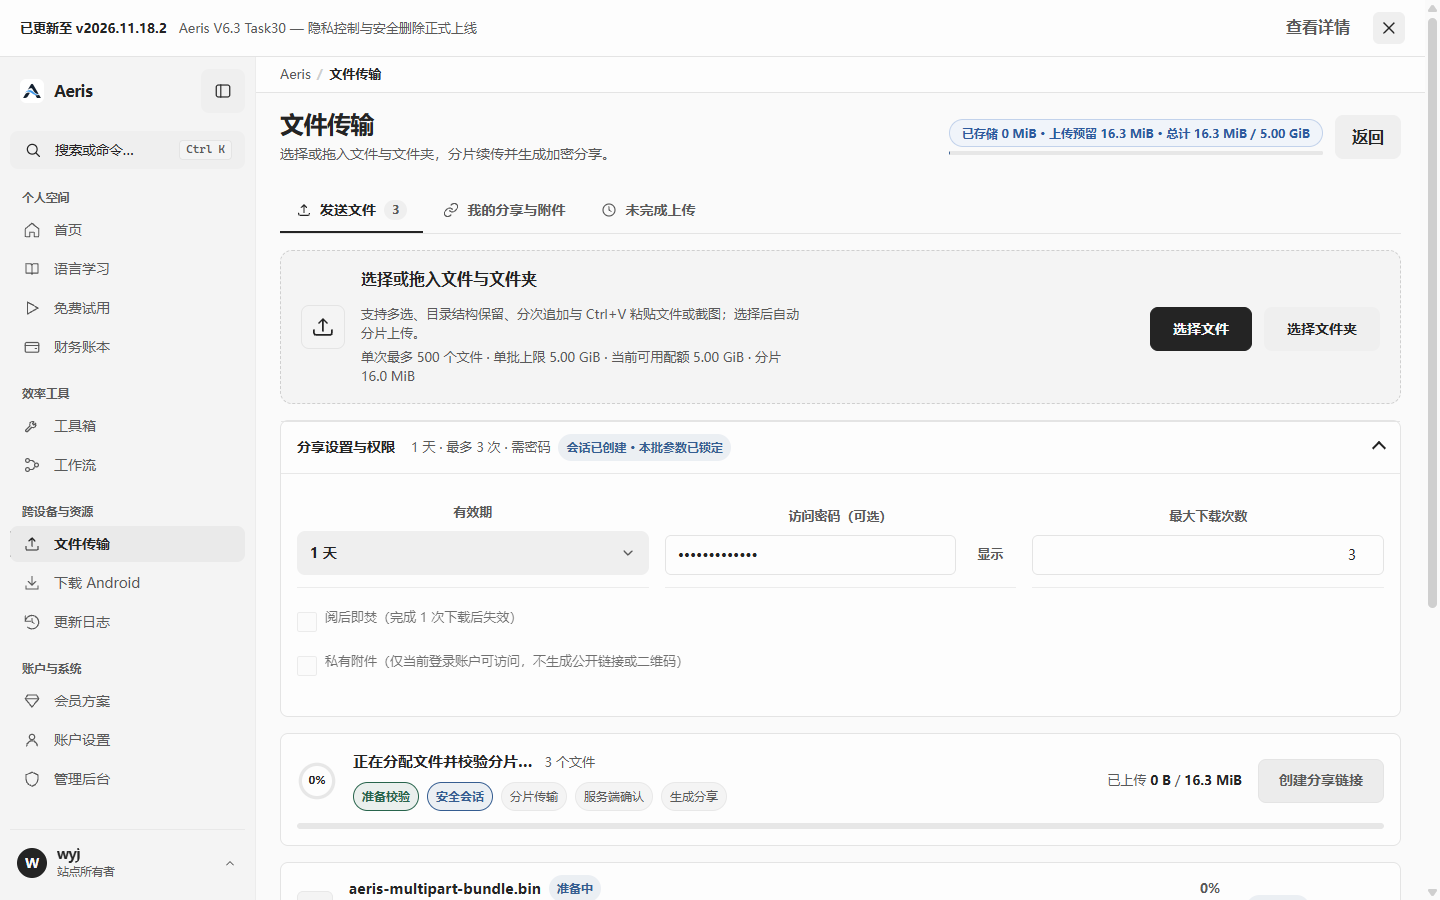 已更新至 v2026.11.18.2 Aeris V6.3 Task30 — 隐私控制与安全删除正式上线 查看详情
Aeris
搜索或命令... Ctrl K
个人空间
首页
语言学习
免费试用
财务账本
效率工具
工具箱
工作流
跨设备与资源
文件传输
下载 Android
更新日志
账户与系统
会员方案
账户设置
管理后台
W wyj
站点所有者
Aeris / 文件传输
文件传输
选择或拖入文件与文件夹，分片续传并生成加密分享。
已存储 0 MiB • 上传预留 16.3 MiB • 总计 16.3 MiB / 5.00 GiB
返回
发送文件 3 我的分享与附件 未完成上传
选择或拖入文件与文件夹
支持多选、目录结构保留、分次追加与 Ctrl+V 粘贴文件或截图；选择后自动
分片上传。
单次最多 500 个文件 · 单批上限 5.00 GiB · 当前可用配额 5.00 GiB · 分片
16.0 MiB
选择文件 选择文件夹
分享设置与权限 1 天 · 最多 3 次 · 需密码 会话已创建 • 本批参数已锁定
有效期 访问密码（可选） 最大下载次数
1 天 ••••••••••••• 显示 3
阅后即焚（完成 1 次下载后失效）
私有附件（仅当前登录账户可访问，不生成公开链接或二维码）
0% 正在分配文件并校验分片... 3 个文件
准备校验 安全会话 分片传输 服务端确认 生成分享
已上传 0 B / 16.3 MiB 创建分享链接
aeris-multipart-bundle.bin 准备中 0%